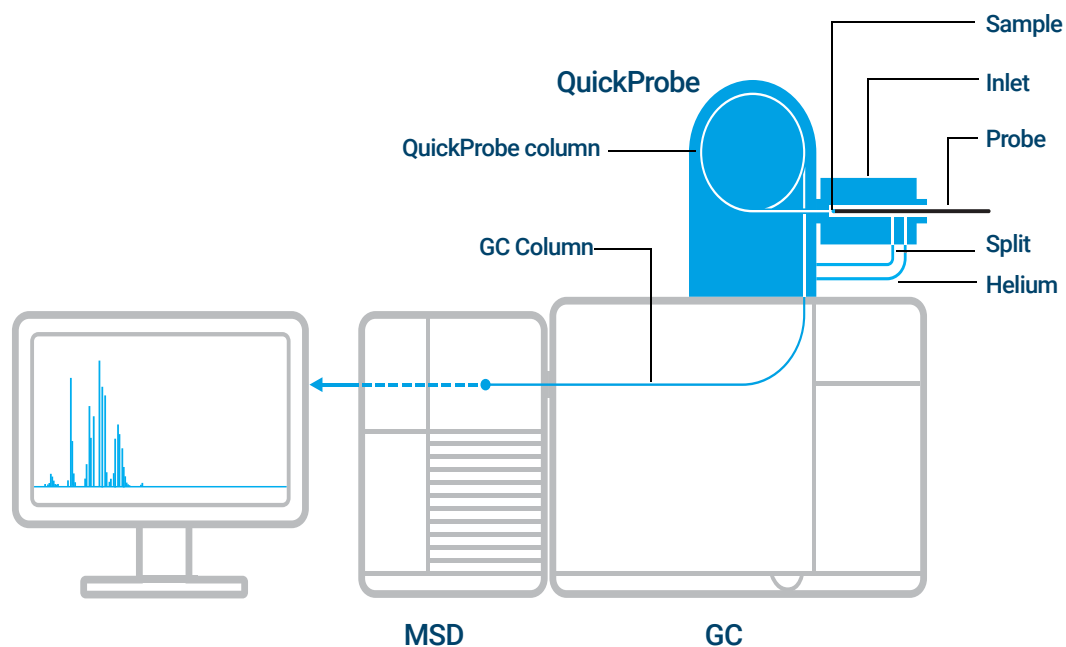 Sample
QuickProbe
Inlet
QuickProbe column
Probe
GC Column
Split
Helium
MSD
GC